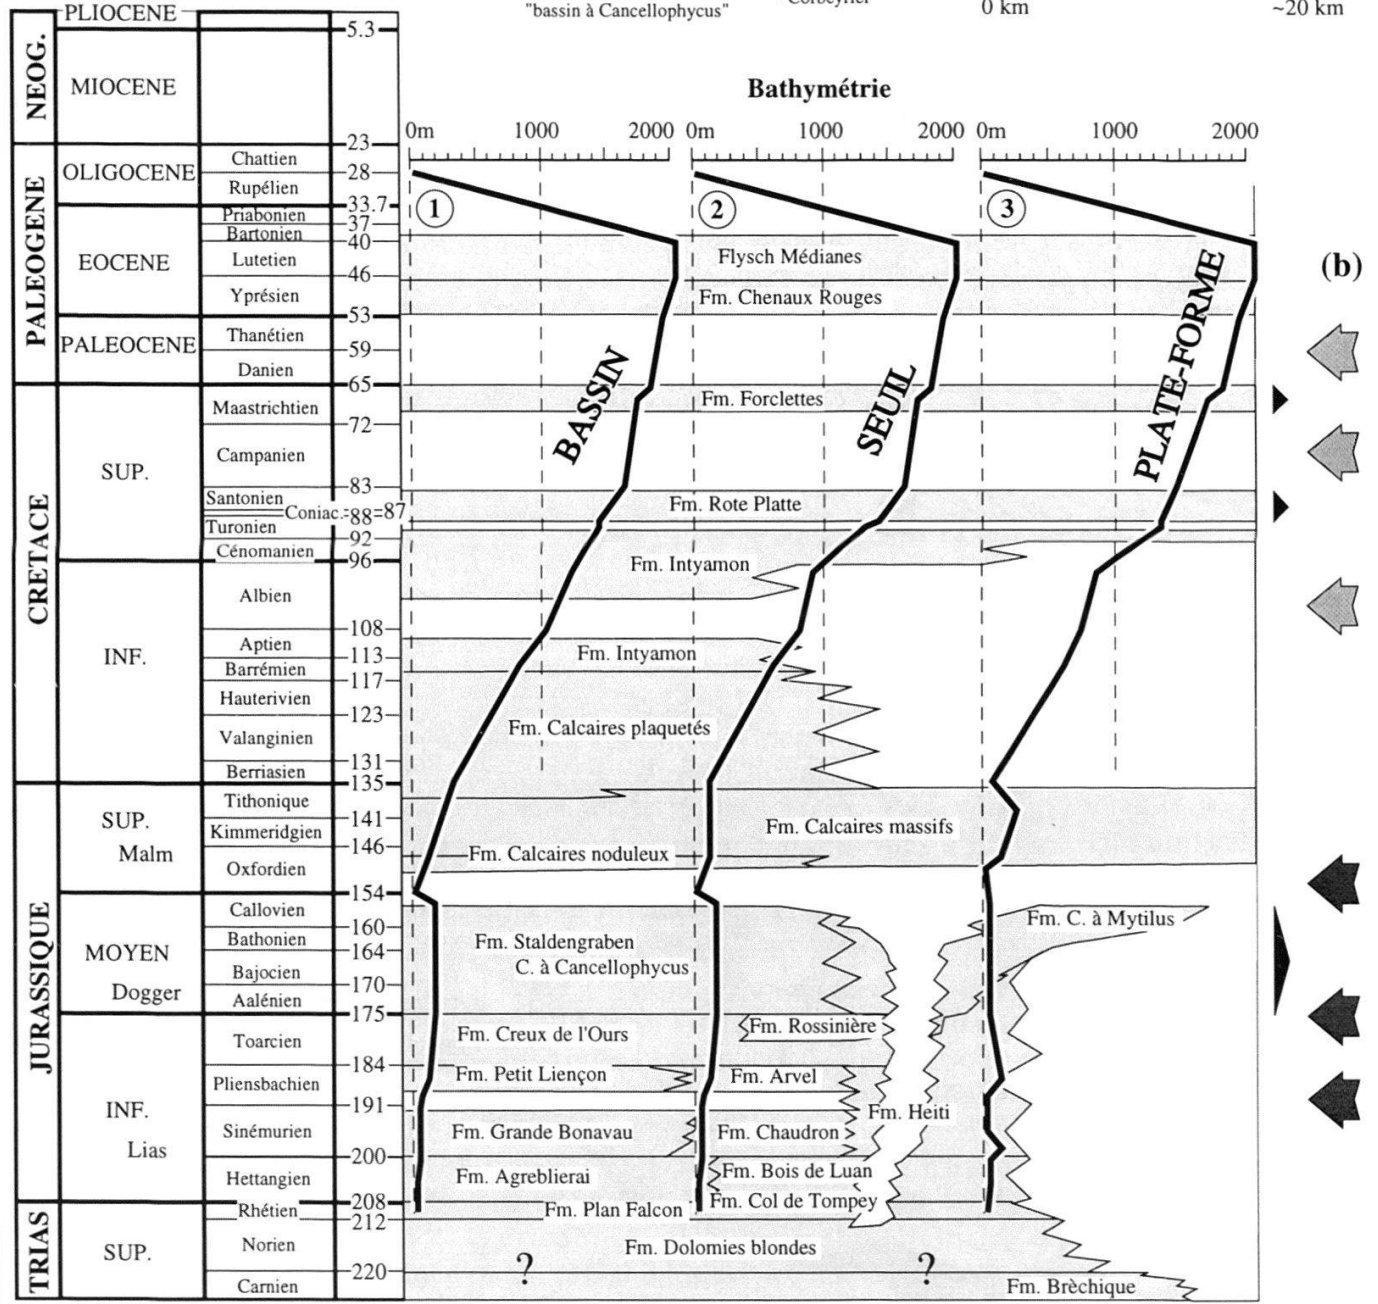 "bassin à Cancellophycus"
0 km
~20 km
PLIOCENE
5.3
NEOG.
MIOCENE
Bathymétrie
0m 1000 2000 0m 1000 2000 0m 1000 2000
23
PALEOGENE
OLIGOCENE
Chattien
28
Rupélien
33.7
1
2
3
EOCENE
Priabonien
37
Bartonien
40
Lutetien
46
Yprésien
53
Flysch Médianes
Fm. Chenaux Rouges
(b)
PALEOCENE
Thanétien
59
Danien
65
BASSIN
SEUIL
PLATE-FORME
CRETACE
SUP.
Maastrichtien
72
Campanien
83
Santonien
Coniac.
88
87
Turonien
92
Cénomanien
96
Fm. Forclettes
Fm. Rote Platte
Fm. Intyamon
INF.
Albien
108
Aptien
113
Barrémien
117
Hauterivien
123
Valanginien
131
Berriasien
135
Fm. Intyamon
Fm. Calcaires plaquetés
JURASSIQUE
SUP.
Malm
Tithonique
141
Kimmeridgien
146
Oxfordien
154
Fm. Calcaires massifs
Fm. Calcaires noduleux
MOYEN
Dogger
Callovien
160
Bathonien
164
Bajocien
170
Aalénien
175
Fm. C. à Mytilus
Fm. Staldengraben
C. à Cancellophycus
INF.
Lias
Toarcien
184
Pliensbachien
191
Sinémurien
200
Hettangien
208
Fm. Creux de l'Ours
Fm. Rossinière
Fm. Petit Liençon
Fm. Arvel
Fm. Heiti
Fm. Grande Bonavau
Fm. Chaudron
Fm. Agreblierai
Fm. Bois de Luan
Fm. Col de Tompey
Fm. Plan Falcon
TRIAS
SUP.
Rhétien
212
Norien
220
Carnien
Fm. Dolomies blondes
?
?
Fm. Brèchique